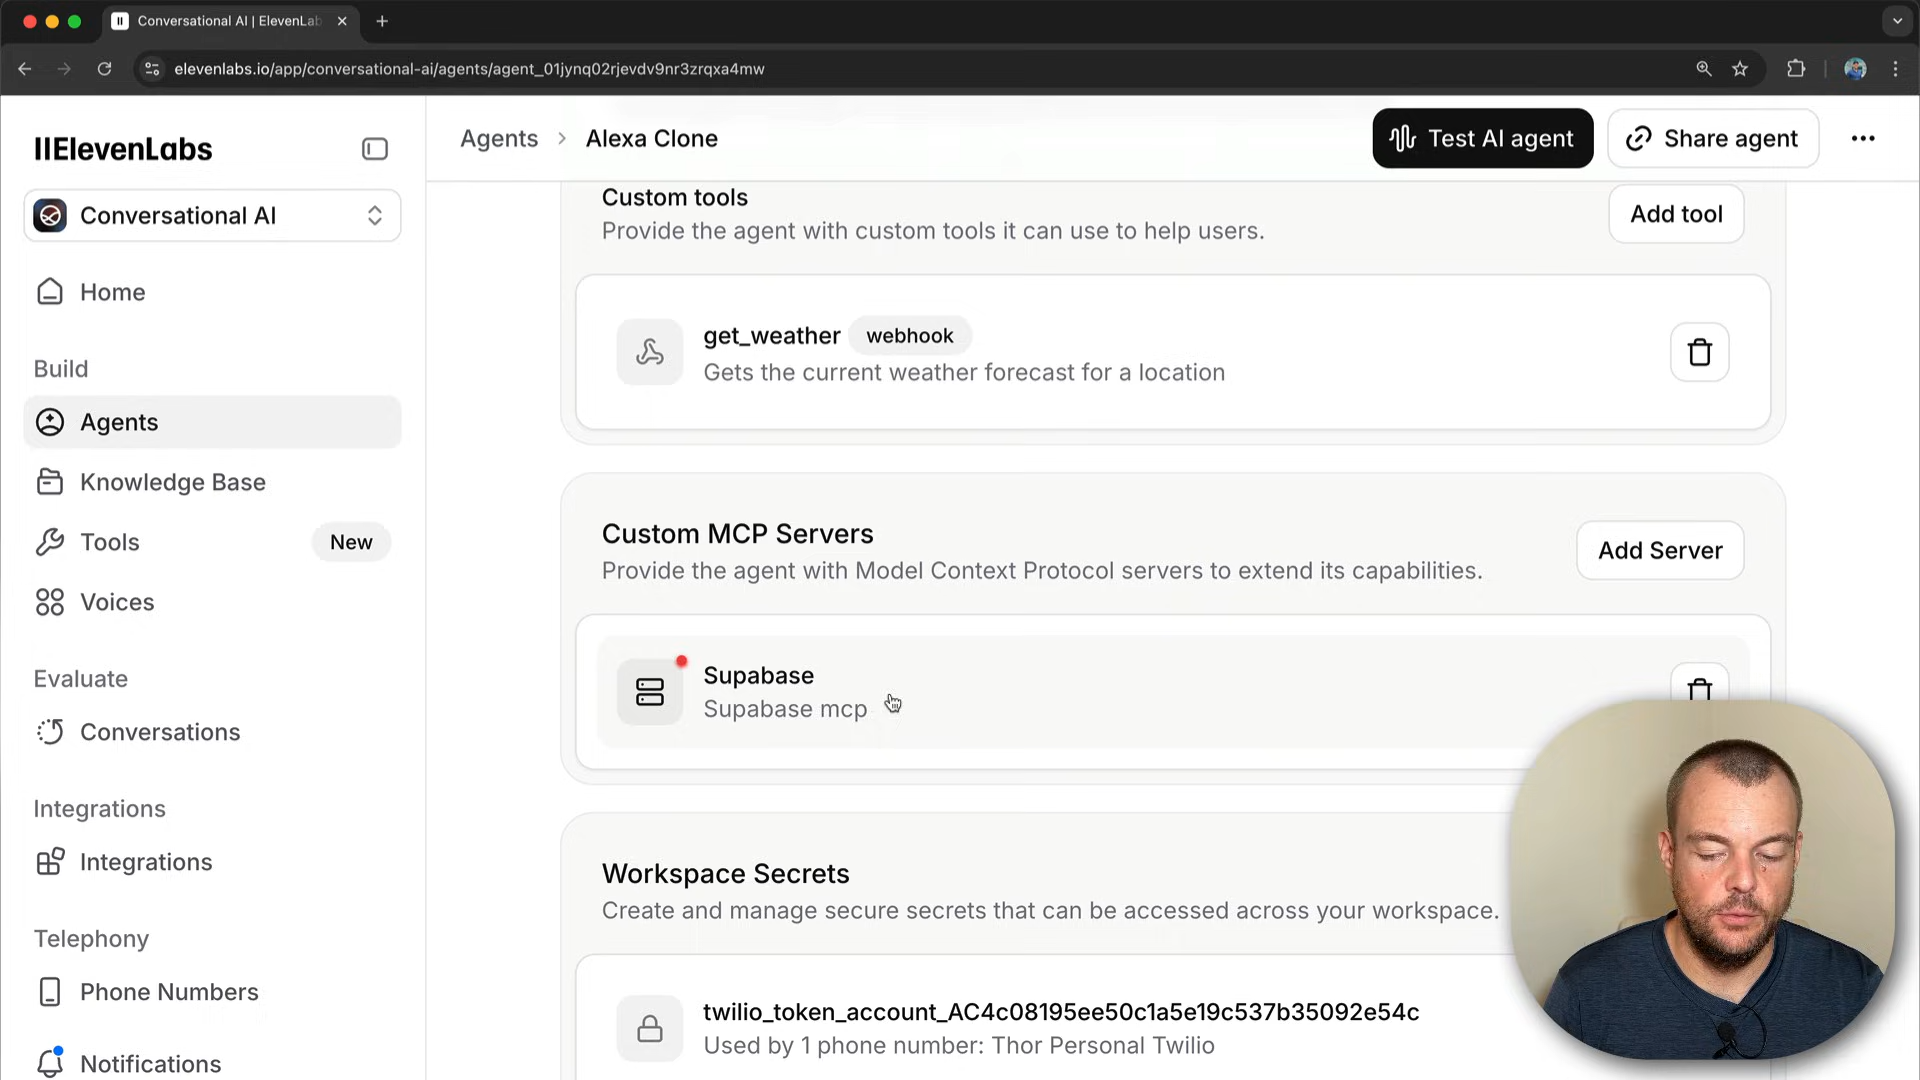 Conversational AI | ElevenLab
elevenlabs.io/app/conversational-ai/agents/agent_01jynq02rjevdv9nr3zrqxa4mw
IIElevenLabs
Conversational AI
Home
Build
Agents
Knowledge Base
Tools
New
Voices
Evaluate
Conversations
Integrations
Integrations
Telephony
Phone Numbers
Notifications
Agents
Alexa Clone
Test AI agent
Share agent
Custom tools
Provide the agent with custom tools it can use to help users.
Add tool
get_weather
webhook
Gets the current weather forecast for a location
Custom MCP Servers
Provide the agent with Model Context Protocol servers to extend its capabilities.
Add Server
Supabase
Supabase mcp
Workspace Secrets
Create and manage secure secrets that can be accessed across your workspace.
twilio_token_account_AC4c08195ee50c1a5e19c537b35092e54c
Used by 1 phone number: Thor Personal Twilio